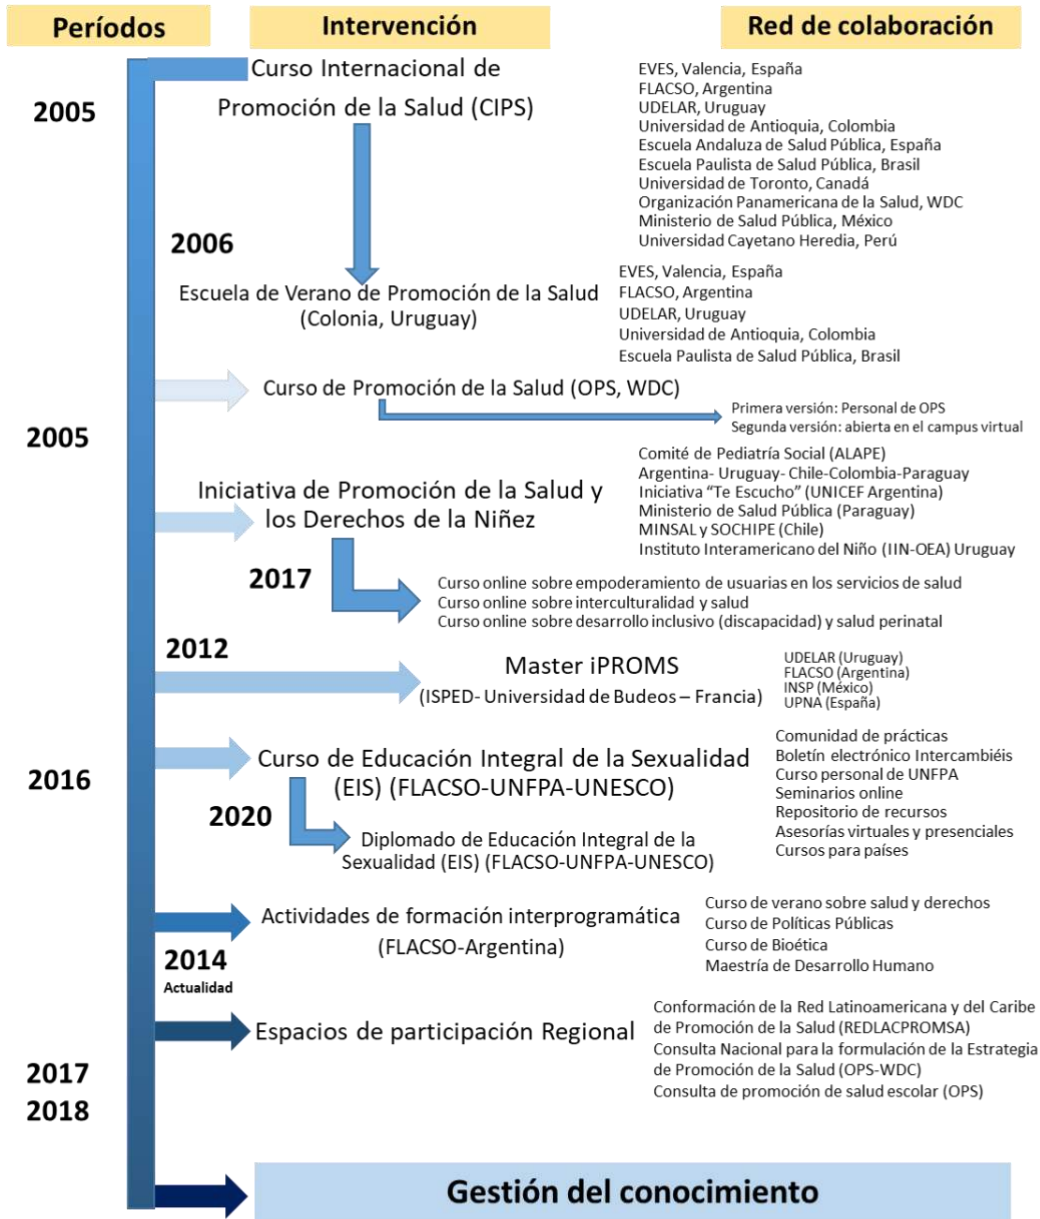 Períodos
Intervención
Red de colaboración
2005
Curso Internacional de
Promoción de la Salud (CIPS)
EVES, Valencia, España
FLACSO, Argentina
UDELAR, Uruguay
Universidad de Antioquia, Colombia
Escuela Andaluza de Salud Pública, España
Escuela Paulista de Salud Pública, Brasil
Universidad de Toronto, Canadá
Organización Panamericana de la Salud, WDC
Ministerio de Salud Pública, México
Universidad Cayetano Heredia, Perú
2006
Escuela de Verano de Promoción de la Salud
(Colonia, Uruguay)
EVES, Valencia, España
FLACSO, Argentina
UDELAR, Uruguay
Universidad de Antioquia, Colombia
Escuela Paulista de Salud Pública, Brasil
Curso de Promoción de la Salud (OPS, WDC)
Primera versión: Personal de OPS
Segunda versión: abierta en el campus virtual
2005
Iniciativa de Promoción de la Salud y
los Derechos de la Niñez
Comité de Pediatría Social (ALAPE)
Argentina- Uruguay- Chile-Colombia-Paraguay
Iniciativa “Te Escucho” (UNICEF Argentina)
Ministerio de Salud Pública (Paraguay)
MINSAL y SOCHIPE (Chile)
Instituto Interamericano del Niño (IIN-OEA) Uruguay
2017
Curso online sobre empoderamiento de usuarias en los servicios de salud
Curso online sobre interculturalidad y salud
Curso online sobre desarrollo inclusivo (discapacidad) y salud perinatal
2012
Master iPROMS
(ISPED- Universidad de Budeos – Francia)
UDELAR (Uruguay)
FLACSO (Argentina)
INSP (México)
UPNA (España)
2016
Curso de Educación Integral de la Sexualidad
(EIS) (FLACSO-UNFPA-UNESCO)
Comunidad de prácticas
Boletín electrónico Intercambiéis
Curso personal de UNFPA
Seminarios online
Repositorio de recursos
Asesorías virtuales y presenciales
Cursos para países
2020
Diplomado de Educación Integral de la
Sexualidad (EIS) (FLACSO-UNFPA-UNESCO)
Actividades de formación interprogramática
(FLACSO-Argentina)
Curso de verano sobre salud y derechos
Curso de Políticas Públicas
Curso de Bioética
Maestría de Desarrollo Humano
2014
Actualidad
Espacios de participación Regional
Conformación de la Red Latinoamericana y del Caribe
de Promoción de la Salud (REDLACPROMSA)
Consulta Nacional para la formulación de la Estrategia
de Promoción de la Salud (OPS-WDC)
Consulta de promoción de salud escolar (OPS)
2017
2018
Gestión del conocimiento